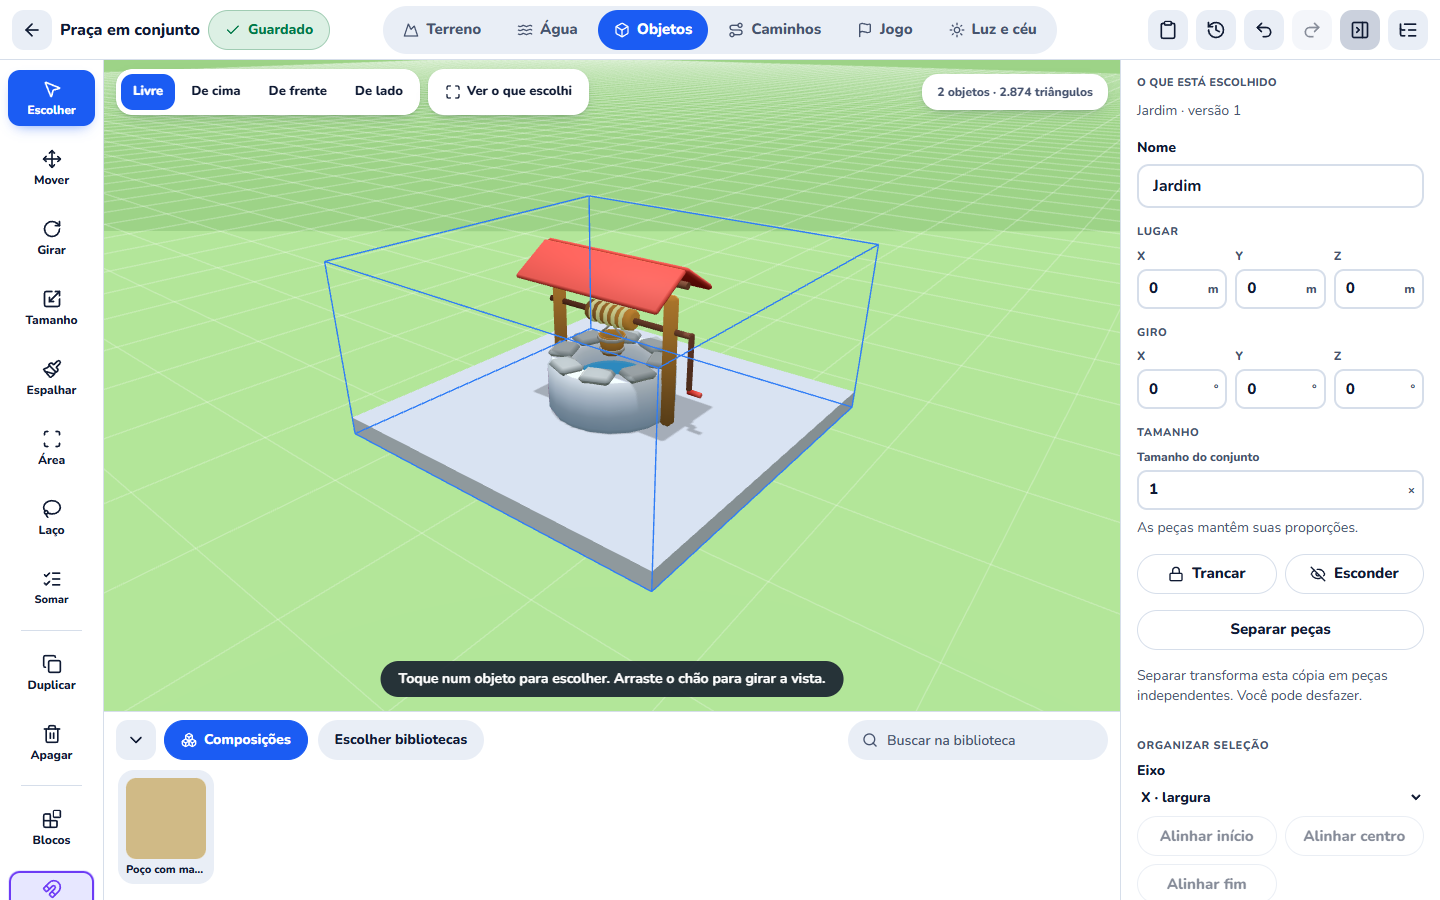 Praça em conjunto
Guardado
Terreno
Água
Objetos
Caminhos
Jogo
Luz e céu
Escolher
Mover
Girar
Tamanho
Espalhar
Área
Laço
Somar
Duplicar
Apagar
Blocos
Livre
De cima
De frente
De lado
Ver o que escolhi
2 objetos · 2.874 triângulos
Toque num objeto para escolher. Arraste o chão para girar a vista.
Composições
Escolher bibliotecas
Buscar na biblioteca
Poço com ma...
O QUE ESTÁ ESCOLHIDO
Jardim · versão 1
Nome
Jardim
LUGAR
X Y Z
0 m 0 m 0 m
GIRO
X Y Z
0 ° 0 ° 0 °
TAMANHO
Tamanho do conjunto
1 ×
As peças mantêm suas proporções.
Trancar
Esconder
Separar peças
Separar transforma esta cópia em peças
independentes. Você pode desfazer.
ORGANIZAR SELEÇÃO
Eixo
X · largura
Alinhar início
Alinhar centro
Alinhar fim